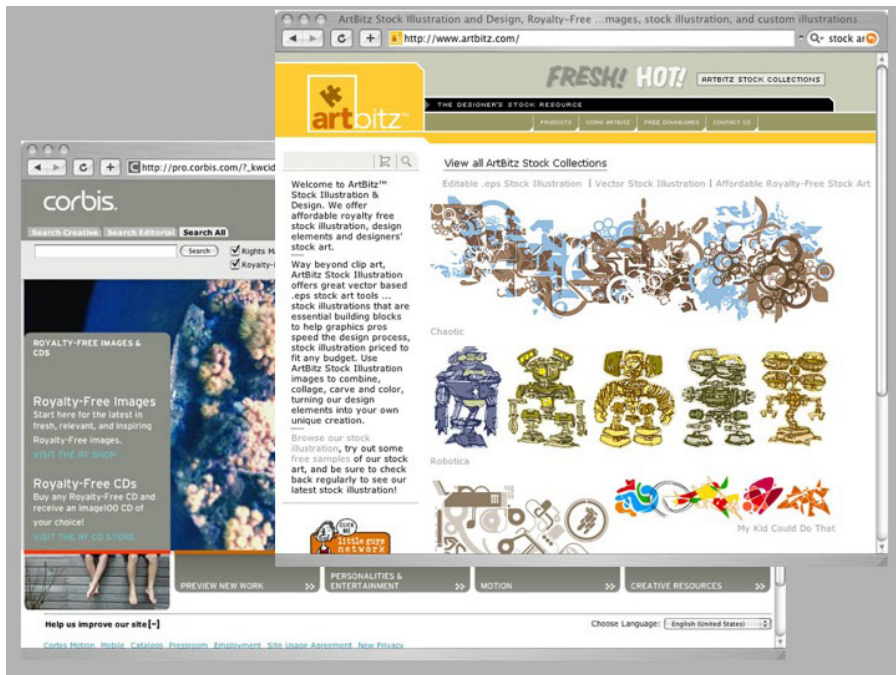 ArtBitz Stock Illustration and Design, Royalty-Free ...mages, stock illustration, and custom illustrations
http://www.artbitz.com/
stock ar
FRESH! HOT!
ARTBITZ STOCK COLLECTIONS
THE DESIGNER'S STOCK RESOURCE
artbitz™
PRODUCTS
USING ARTBITZ
FREE DOWNLOADS
CONTACT US
Welcome to ArtBitz™
Stock Illustration &
Design. We offer
affordable royalty free
stock illustration, design
elements and designers'
stock art.
Way beyond clip art,
ArtBitz Stock Illustration
offers great vector based
.eps stock art tools ...
stock illustrations that are
essential building blocks
to help graphics pros
speed the design process,
stock illustration priced to
fit any budget. Use
ArtBitz Stock Illustration
images to combine,
collage, carve and color,
turning our design
elements into your own
unique creation.
Browse our stock
illustration, try out some
free samples of our stock
art, and be sure to check
back regularly to see our
latest stock illustration!
CLICK
ME
little guys
network
View all ArtBitz Stock Collections
Editable .eps Stock Illustration | Vector Stock Illustration | Affordable Royalty-Free Stock Art
Chaotic
Robotica
My Kid Could Do That
http://pro.corbis.com/?_kwcid
corbis.
Search Creative
Search Editorial
Search All
Search
Rights Ma
Royalty-
ROYALTY-FREE IMAGES &
CDS
Royalty-Free Images
Start here for the latest in
fresh, relevant, and inspiring
Royalty-Free images.
VISIT THE RF SHOP
Royalty-Free CDs
Buy any Royalty-Free CD and
receive an image100 CD of
your choice!
VISIT THE RF CD STORE
PREVIEW NEW WORK >>
PERSONALITIES &
ENTERTAINMENT >>
MOTION >>
CREATIVE RESOURCES >>
Help us improve our site[-]
Choose Language: English (United States)
Corbis Motion Mobile Catalogs Pressroom Employment Site Usage Agreement New Privacy